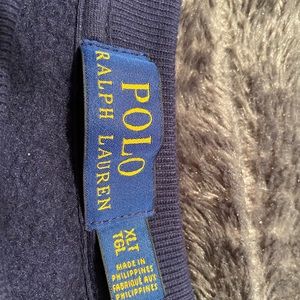 POLO
RALPH LAUREN
XLT
TGL
MADE IN
PHILIPPINES
FABRIQUÉ AUX
PHILIPPINES